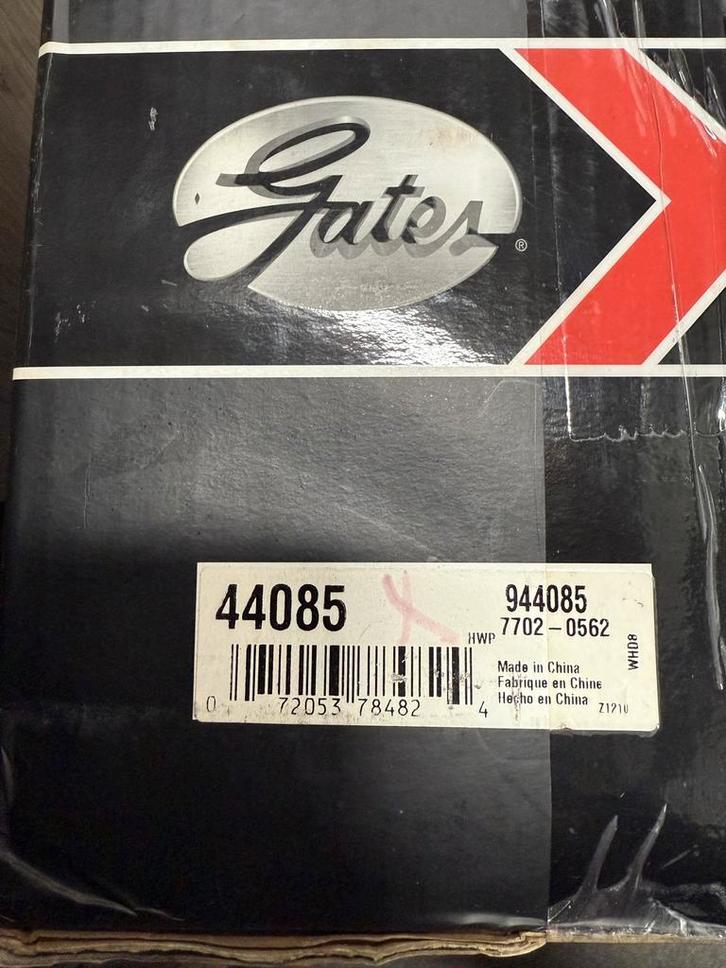 Gates®
44085
944085
HWP 7702-0562
WHD8
Made in China
Fabrique en Chine
Hecho en China
0 72053 78482 4